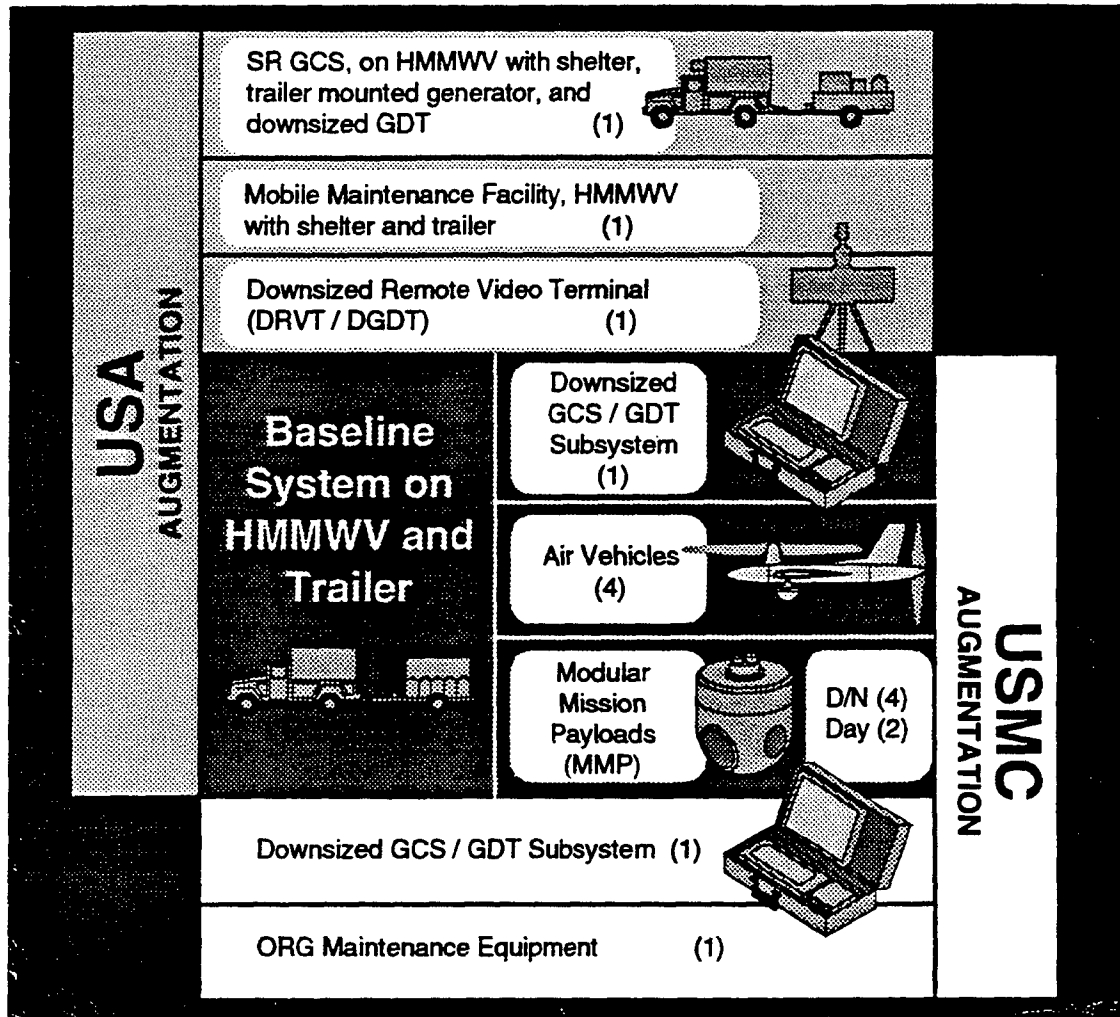 USA
AUGMENTATION
SR GCS, on HMMWV with shelter,
trailer mounted generator, and
downsized GDT (1)
Mobile Maintenance Facility, HMMWV
with shelter and trailer (1)
Downsized Remote Video Terminal
(DRVT / DGDT) (1)
Baseline
System on
HMMWV and
Trailer
Downsized
GCS / GDT
Subsystem
(1)
Air Vehicles
(4)
Modular
Mission
Payloads
(MMP)
D/N (4)
Day (2)
USMC
AUGMENTATION
Downsized GCS / GDT Subsystem (1)
ORG Maintenance Equipment (1)